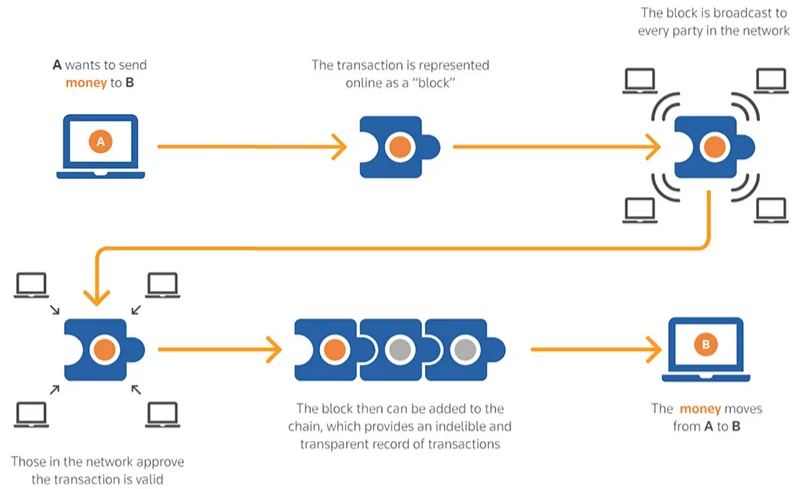 The block is broadcast to
every party in the network
A wants to send
money to B
The transaction is represented
online as a “block”
A
Those in the network approve
the transaction is valid
The block then can be added to the
chain, which provides an indelible and
transparent record of transactions
B
The money moves
from A to B